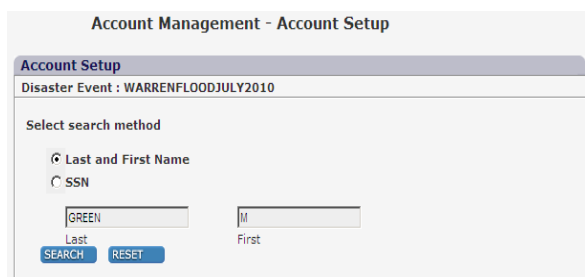 Account Management - Account Setup
Account Setup
Disaster Event : WARRENFLOODJULY2010
Select search method
Last and First Name
SSN
GREEN M
Last First
SEARCH RESET